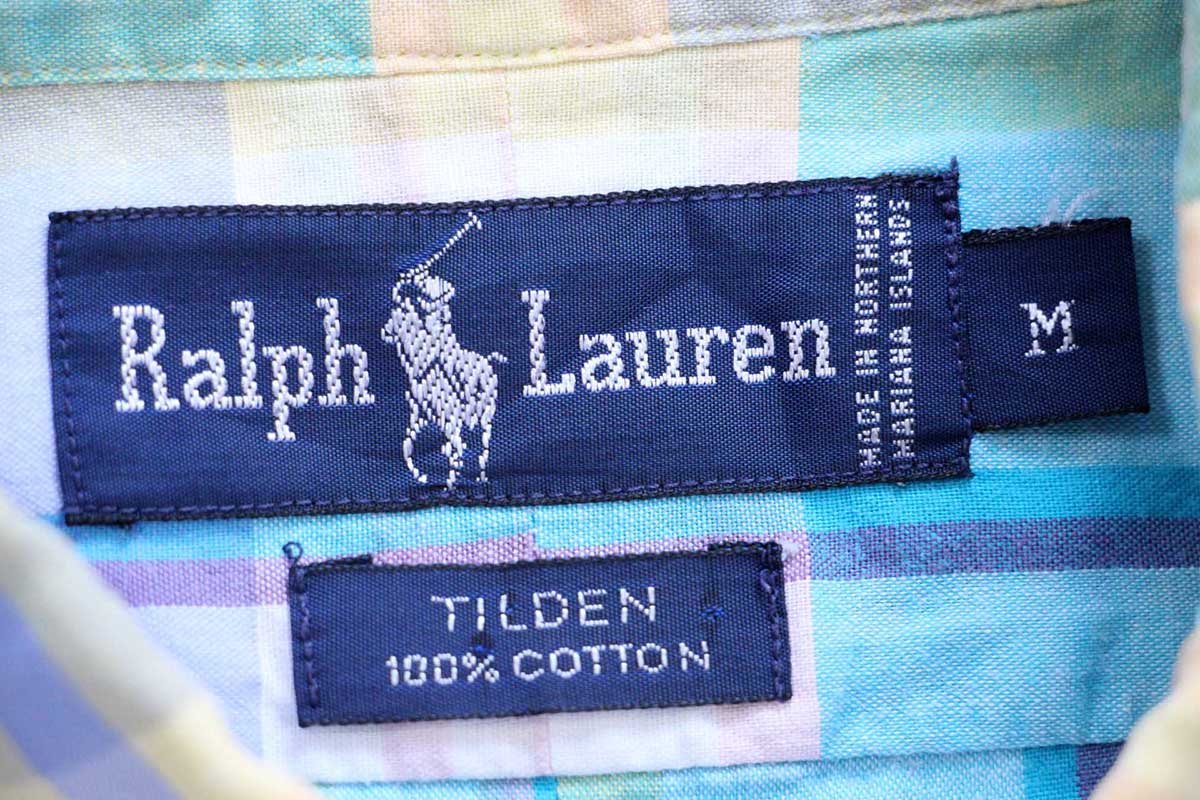 Ralph Lauren
MADE IN NORTHERN
MARIANA ISLANDS
M
TILDEN
100% COTTON